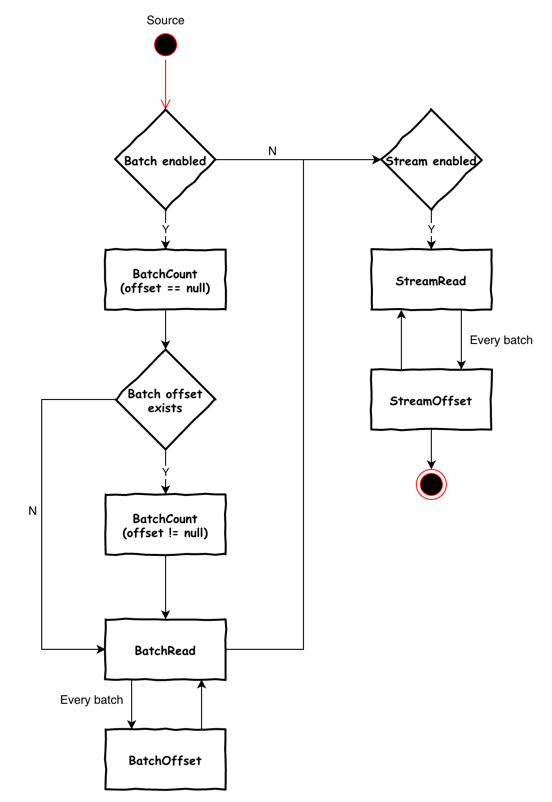 Source
Batch enabled
N
Stream enabled
Y
Y
BatchCount
(offset == null)
StreamRead
Every batch
Batch offset
exists
StreamOffset
Y
N
BatchCount
(offset != null)
BatchRead
Every batch
BatchOffset